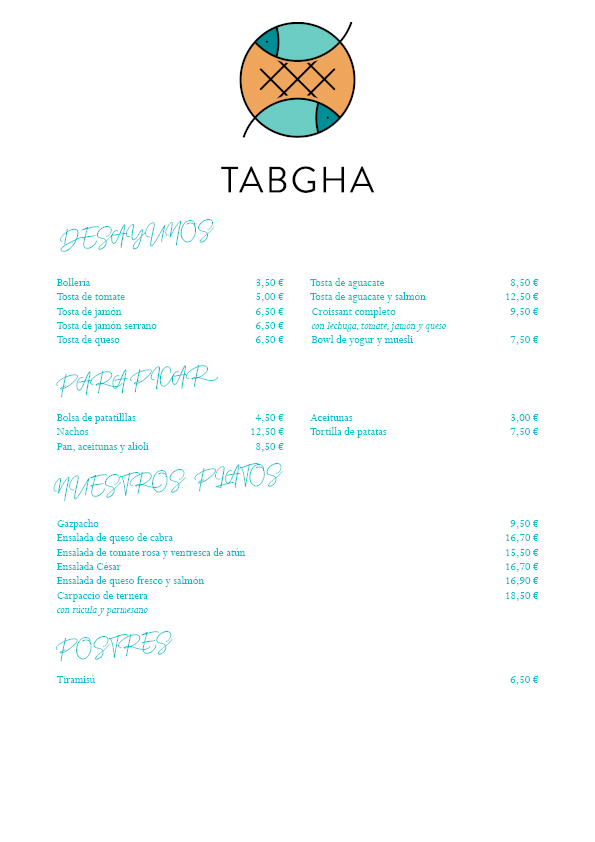 TABGHA
DESAYUNOS
Bollería 3,50 €
Tosta de tomate 5,00 €
Tosta de jamón 6,50 €
Tosta de jamón serrano 6,50 €
Tosta de queso 6,50 €
Tosta de aguacate 8,50 €
Tosta de aguacate y salmón 12,50 €
Croissant completo 9,50 €
con lechuga, tomate, jamón y queso
Bowl de yogur y muesli 7,50 €
PARA PICAR
Bolsa de patatilllas 4,50 €
Nachos 12,50 €
Pan, aceitunas y alioli 8,50 €
Aceitunas 3,00 €
Tortilla de patatas 7,50 €
NUESTROS PLATOS
Gazpacho 9,50 €
Ensalada de queso de cabra 16,70 €
Ensalada de tomate rosa y ventresca de atún 15,50 €
Ensalada César 16,70 €
Ensalada de queso fresco y salmón 16,90 €
Carpaccio de ternera 18,50 €
con rúcula y parmesano
POSTRES
Tiramisú 6,50 €